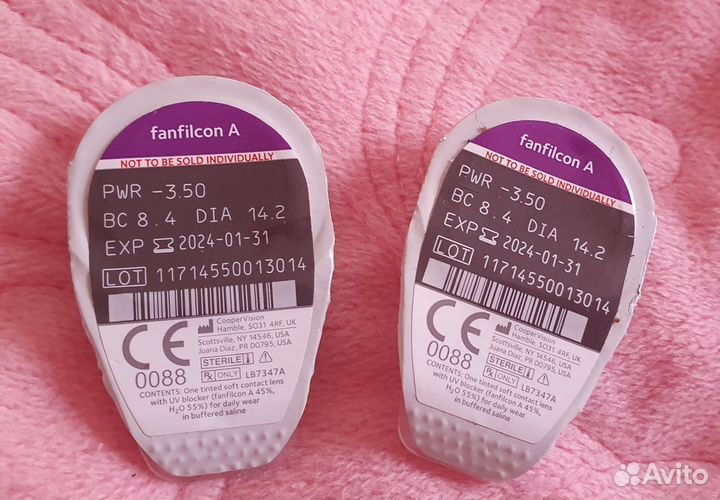 fanfilcon A
NOT TO BE SOLD INDIVIDUALLY
PWR -3.50
BC 8.4 DIA 14.2
EXP 2024-01-31
LOT 11714550013014
CE
0088
CooperVision
Hamble, SO31 4RF, UK
Scottsville, NY 14546, USA
Juana Diaz, PR 00795, USA
STERILE
Rx ONLY LB7347A
CONTENTS: One tinted soft contact lens
with UV blocker (fanfilcon A 45%,
H₂O 55%) for daily wear
in buffered saline
fanfilcon A
NOT TO BE SOLD INDIVIDUALLY
PWR -3.50
BC 8.4 DIA 14.2
EXP 2024-01-31
LOT 11714550013014
CE
0088
CooperVision
Hamble, SO31 4RF, UK
Scottsville, NY 14546, USA
Juana Diaz, PR 00795, USA
STERILE
Rx ONLY LB7347A
CONTENTS: One tinted soft contact lens
with UV blocker (fanfilcon A 45%,
H₂O 55%) for daily wear
in buffered saline
Avito